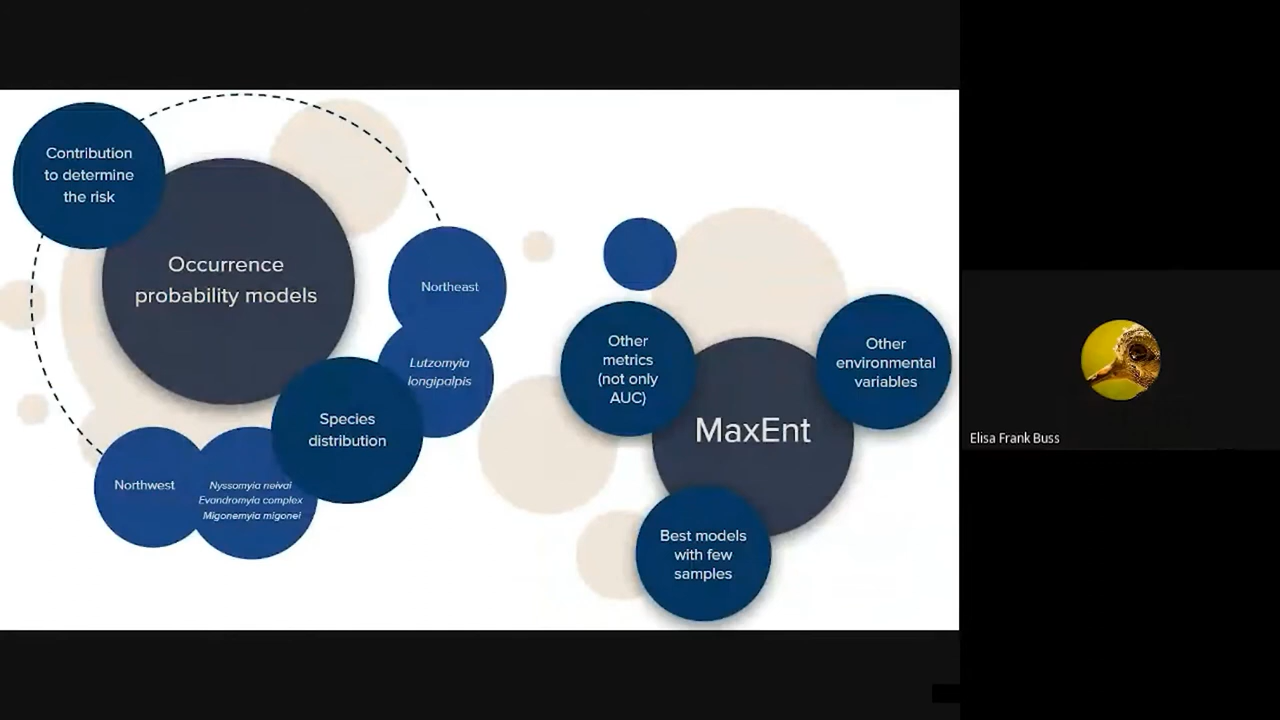 Contribution
to determine
the risk
Occurrence
probability models
Northeast
Lutzomyia
longipalpis
Species
distribution
Northwest
Nyssomyia neivai
Evandromyia complex
Migonemyia migonei
Other
metrics
(not only
AUC)
MaxEnt
Other
environmental
variables
Best models
with few
samples
Elisa Frank Buss